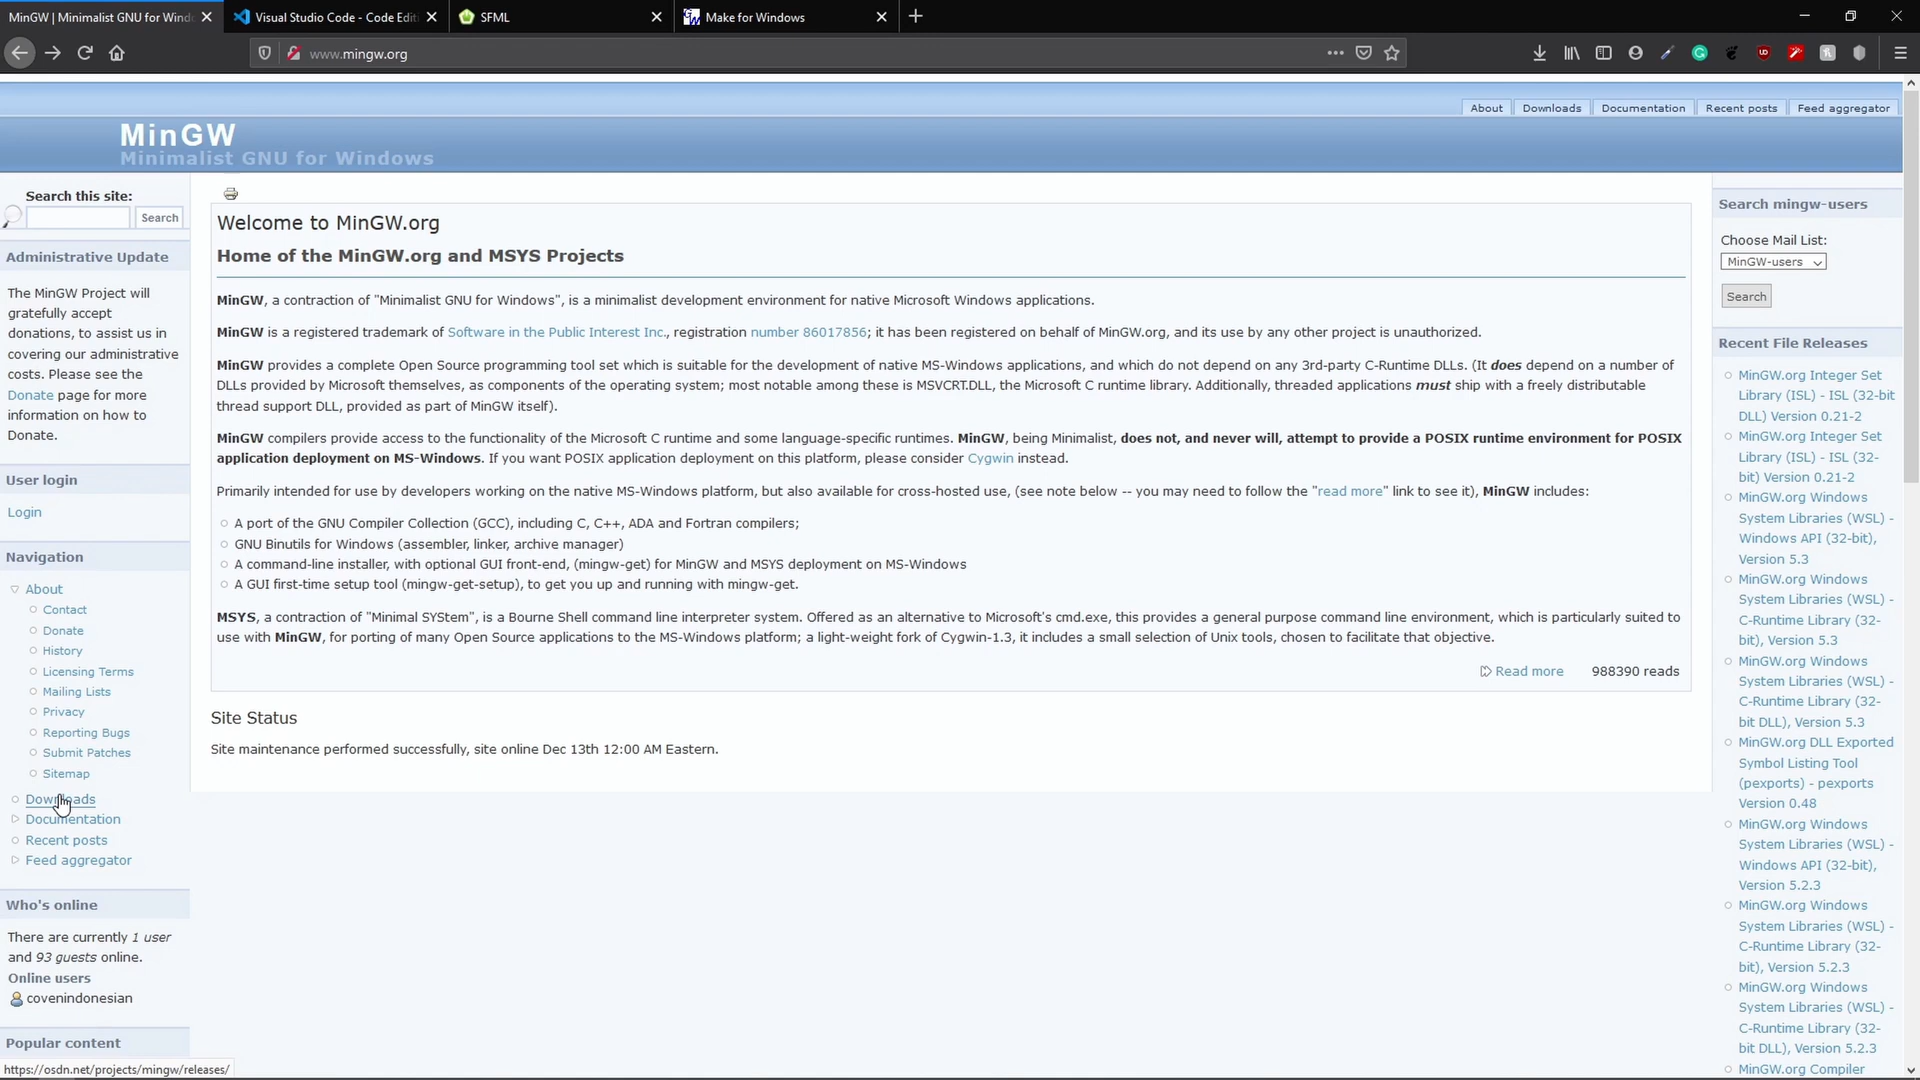 MinGW | Minimalist GNU for Wind
Visual Studio Code - Code Edit
SFML
Make for Windows
www.mingw.org
About
Downloads
Documentation
Recent posts
Feed aggregator
MinGW
Minimalist GNU for Windows
Search this site:
Search
Administrative Update
The MinGW Project will
gratefully accept
donations, to assist us in
covering our administrative
costs. Please see the
Donate page for more
information on how to
Donate.
User login
Login
Navigation
About
Contact
Donate
History
Licensing Terms
Mailing Lists
Privacy
Reporting Bugs
Submit Patches
Sitemap
Downloads
Documentation
Recent posts
Feed aggregator
Who's online
There are currently 1 user
and 93 guests online.
Online users
covenindonesian
Popular content
https://osdn.net/projects/mingw/releases/
Welcome to MinGW.org
Home of the MinGW.org and MSYS Projects
MinGW, a contraction of "Minimalist GNU for Windows", is a minimalist development environment for native Microsoft Windows applications.
MinGW is a registered trademark of Software in the Public Interest Inc., registration number 86017856; it has been registered on behalf of MinGW.org, and its use by any other project is unauthorized.
MinGW provides a complete Open Source programming tool set which is suitable for the development of native MS-Windows applications, and which do not depend on any 3rd-party C-Runtime DLLs. (It does depend on a number of
DLLs provided by Microsoft themselves, as components of the operating system; most notable among these is MSVCRT.DLL, the Microsoft C runtime library. Additionally, threaded applications must ship with a freely distributable
thread support DLL, provided as part of MinGW itself).
MinGW compilers provide access to the functionality of the Microsoft C runtime and some language-specific runtimes. MinGW, being Minimalist, does not, and never will, attempt to provide a POSIX runtime environment for POSIX
application deployment on MS-Windows. If you want POSIX application deployment on this platform, please consider Cygwin instead.
Primarily intended for use by developers working on the native MS-Windows platform, but also available for cross-hosted use, (see note below -- you may need to follow the "read more" link to see it), MinGW includes:
A port of the GNU Compiler Collection (GCC), including C, C++, ADA and Fortran compilers;
GNU Binutils for Windows (assembler, linker, archive manager)
A command-line installer, with optional GUI front-end, (mingw-get) for MinGW and MSYS deployment on MS-Windows
A GUI first-time setup tool (mingw-get-setup), to get you up and running with mingw-get.
MSYS, a contraction of "Minimal SYStem", is a Bourne Shell command line interpreter system. Offered as an alternative to Microsoft's cmd.exe, this provides a general purpose command line environment, which is particularly suited to
use with MinGW, for porting of many Open Source applications to the MS-Windows platform; a light-weight fork of Cygwin-1.3, it includes a small selection of Unix tools, chosen to facilitate that objective.
Read more
988390 reads
Site Status
Site maintenance performed successfully, site online Dec 13th 12:00 AM Eastern.
Search mingw-users
Choose Mail List:
MinGW-users
Search
Recent File Releases
MinGW.org Integer Set
Library (ISL) - ISL (32-bit
DLL) Version 0.21-2
MinGW.org Integer Set
Library (ISL) - ISL (32-
bit) Version 0.21-2
MinGW.org Windows
System Libraries (WSL) -
Windows API (32-bit),
Version 5.3
MinGW.org Windows
System Libraries (WSL) -
C-Runtime Library (32-
bit), Version 5.3
MinGW.org Windows
System Libraries (WSL) -
C-Runtime Library (32-
bit DLL), Version 5.3
MinGW.org DLL Exported
Symbol Listing Tool
(pexports) - pexports
Version 0.48
MinGW.org Windows
System Libraries (WSL) -
Windows API (32-bit),
Version 5.2.3
MinGW.org Windows
System Libraries (WSL) -
C-Runtime Library (32-
bit), Version 5.2.3
MinGW.org Windows
System Libraries (WSL) -
C-Runtime Library (32-
bit DLL), Version 5.2.3
MinGW.org Compiler